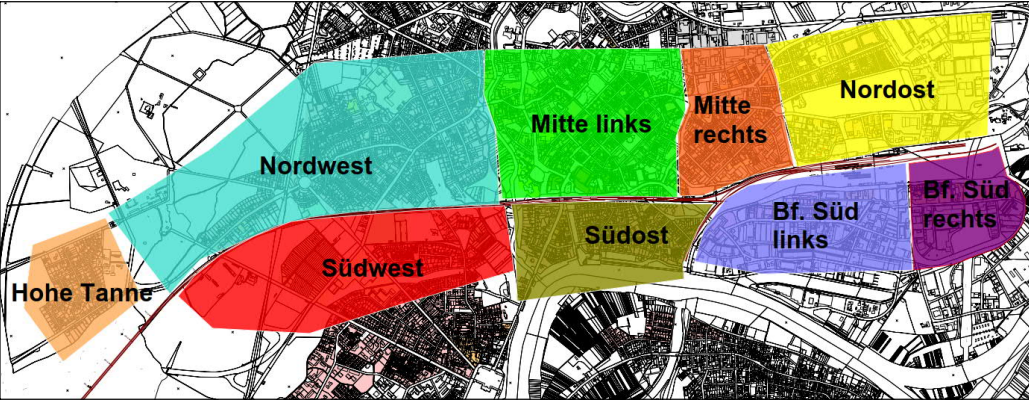 Nordost
Mitte
rechts
Mitte links
Nordwest
Bf. Süd
rechts
Bf. Süd
links
Südost
Südwest
Hohe Tanne